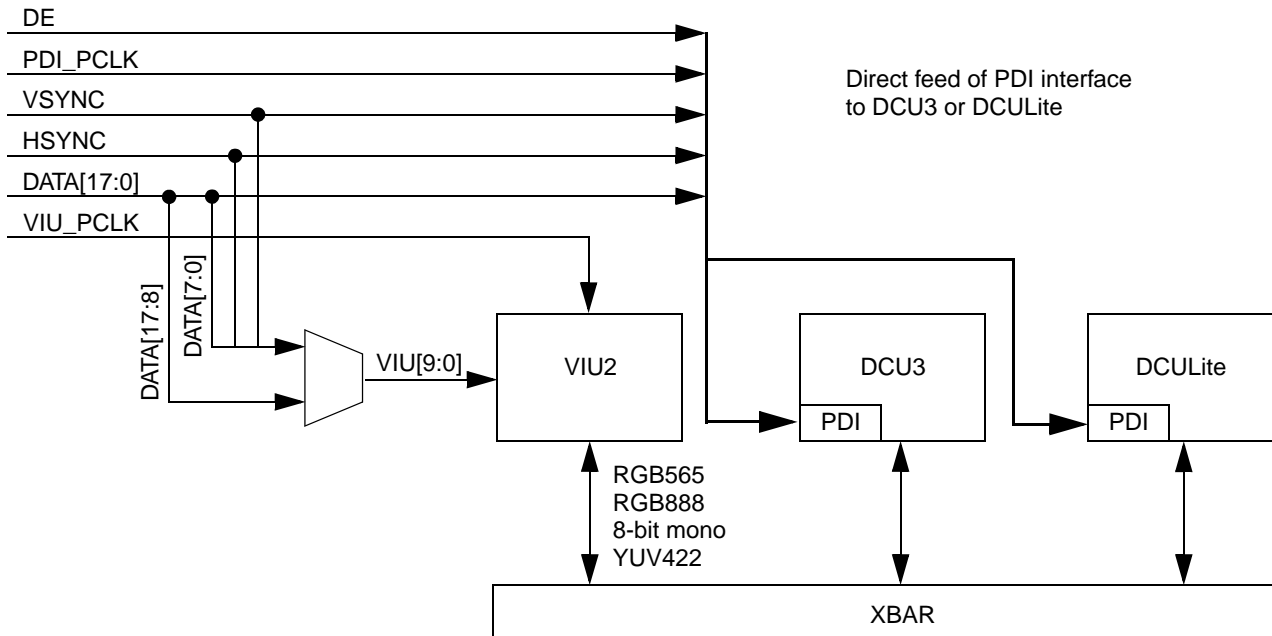 DE
PDI_PCLK
VSYNC
HSYNC
DATA[17:0]
VIU_PCLK
Direct feed of PDI interface
to DCU3 or DCULite
DATA[17:8]
DATA[7:0]
VIU[9:0]
VIU2
DCU3
PDI
DCULite
PDI
RGB565
RGB888
8-bit mono
YUV422
XBAR